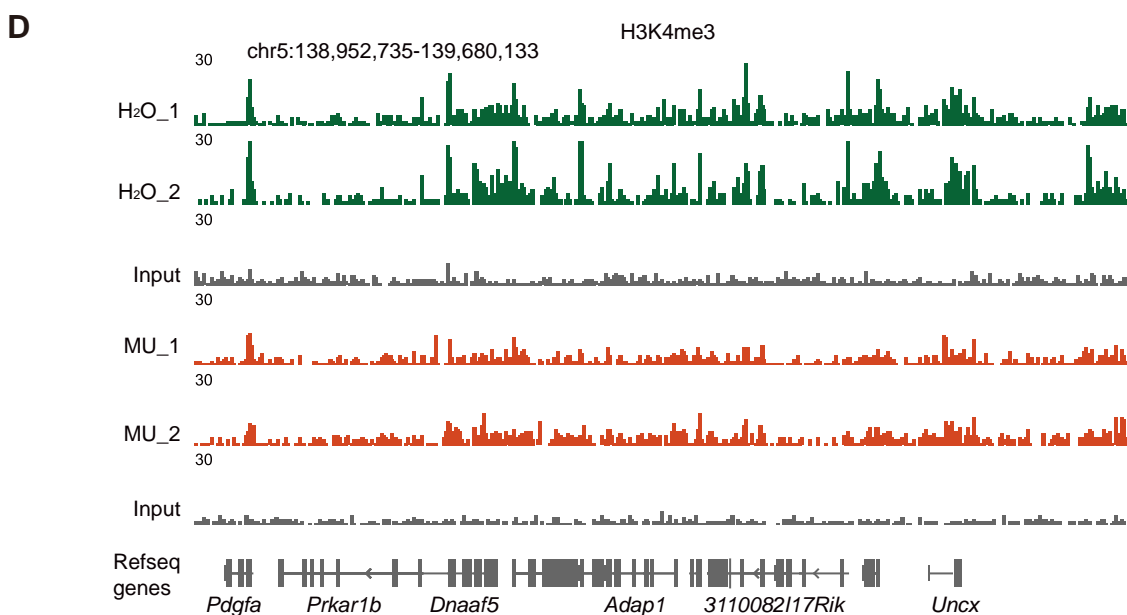 D
H3K4me3
30 chr5:138,952,735-139,680,133
H2O_1
30
H2O_2
30
Input
30
MU_1
30
MU_2
30
Input
Refseq
genes
Pdgfa Prkar1b Dnaaf5 Adap1 3110082I17Rik Uncx